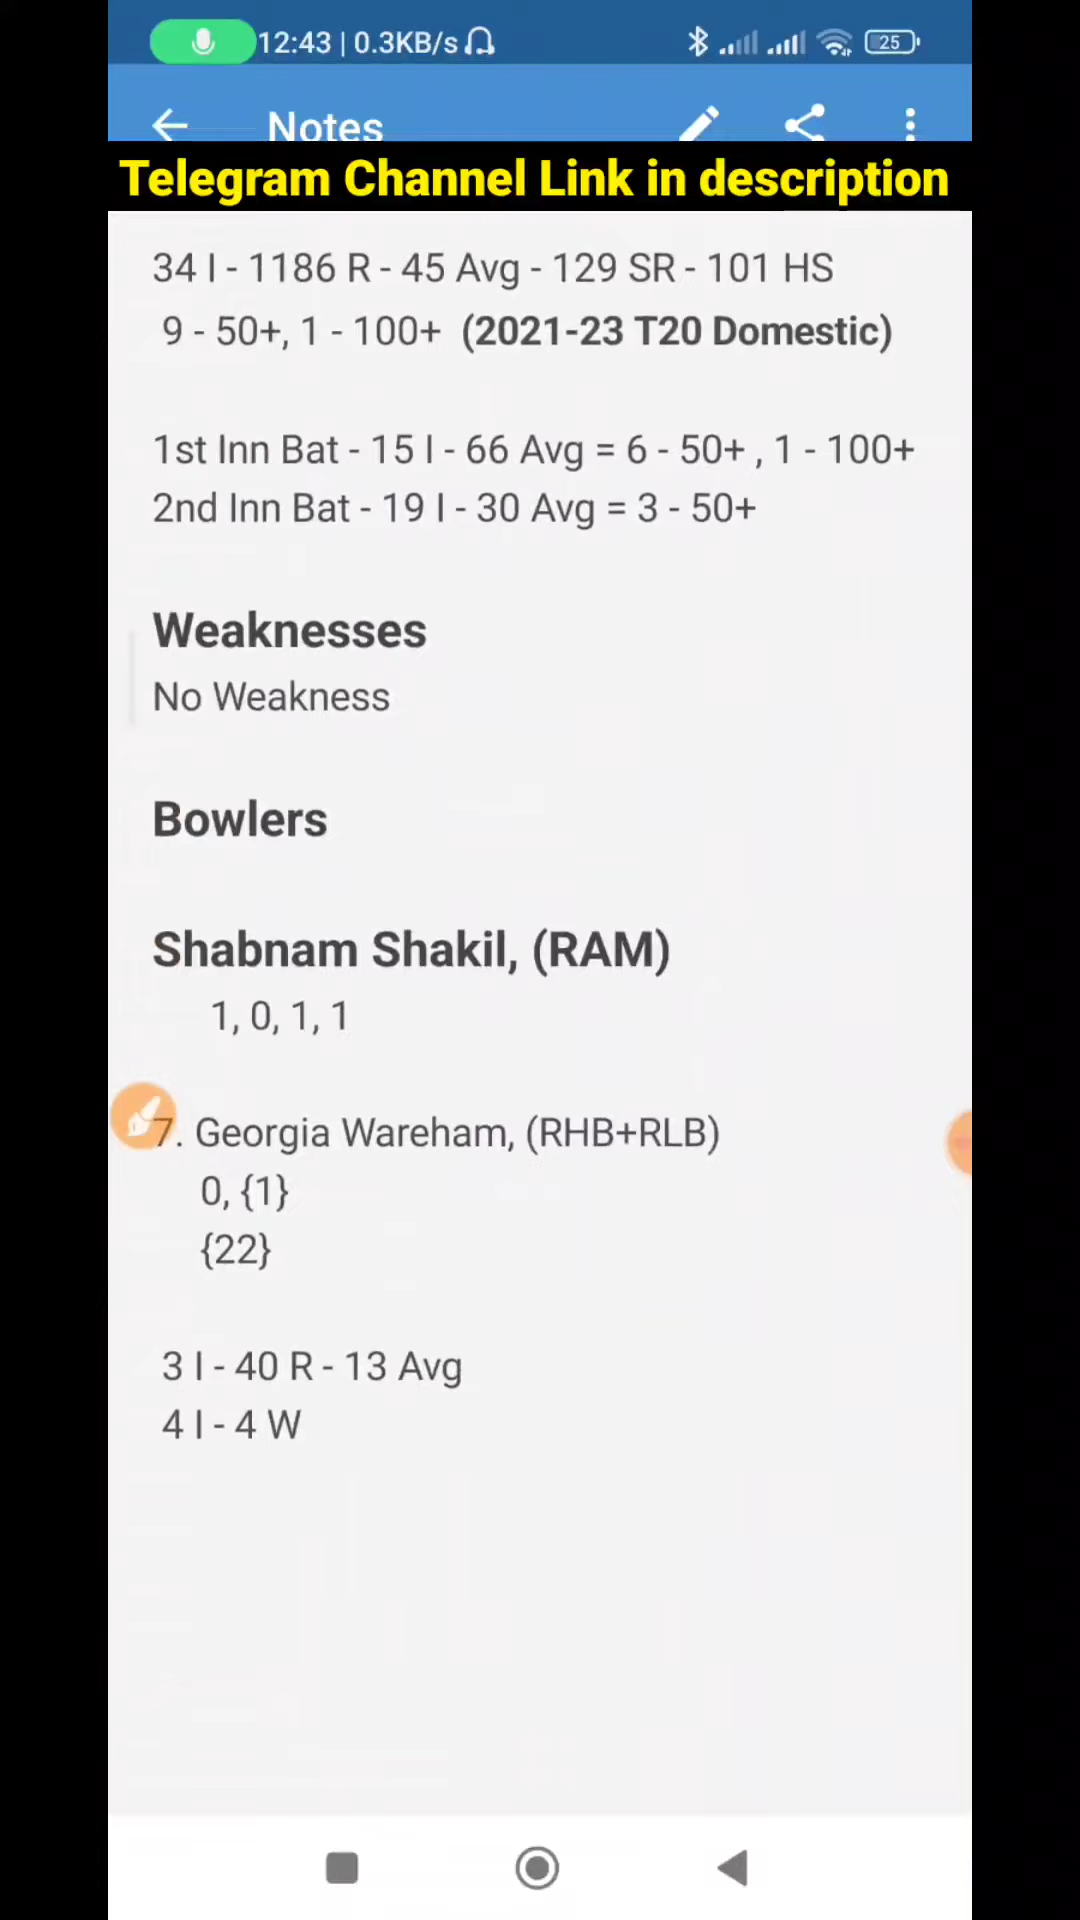 12:43 | 0.3KB/s 25
Notes
Telegram Channel Link in description
34 I - 1186 R - 45 Avg - 129 SR - 101 HS
9 - 50+, 1 - 100+ (2021-23 T20 Domestic)
1st Inn Bat - 15 I - 66 Avg = 6 - 50+ , 1 - 100+
2nd Inn Bat - 19 I - 30 Avg = 3 - 50+
Weaknesses
No Weakness
Bowlers
Shabnam Shakil, (RAM)
1, 0, 1, 1
7. Georgia Wareham, (RHB+RLB)
0, {1}
{22}
3 I - 40 R - 13 Avg
4 I - 4 W